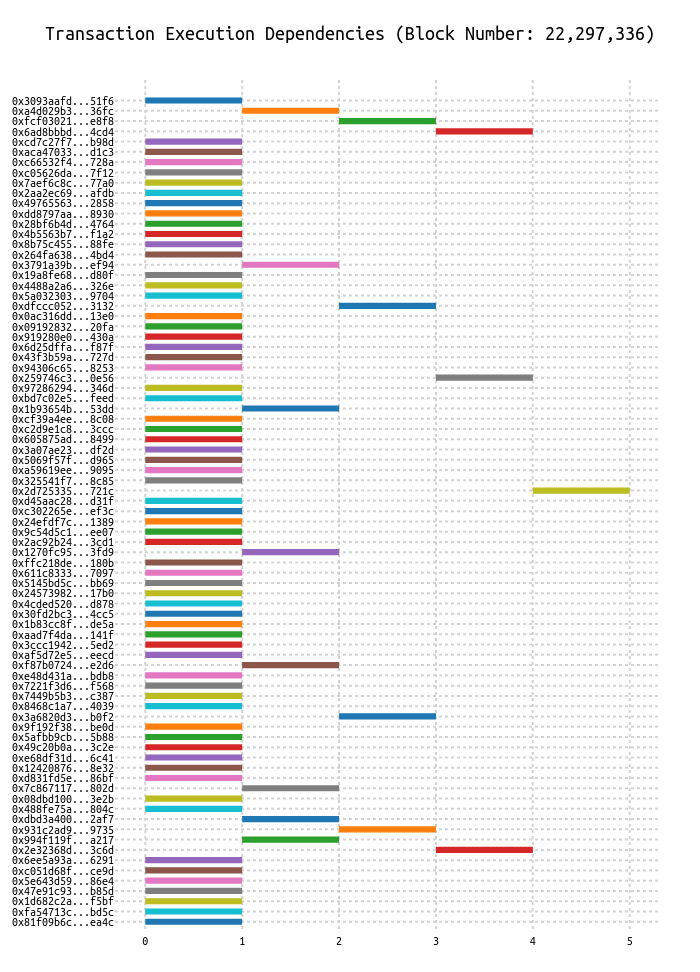 Transaction Execution Dependencies (Block Number: 22,297,336)
0x3093aafd...51f6
0xa4d029b3...36fc
0xfcf03021...e8f8
0x6ad8bbbd...4cd4
0xcd7c27f7...b98d
0xaca47033...d1c3
0xc66532f4...728a
0xc05626da...7f12
0x7aef6c8c...77a0
0x2aa2ec69...afdb
0x49765563...2858
0xdd8797aa...8930
0x28bf6b4d...4764
0x4b5563b7...f1a2
0x8b75c455...88fe
0x264fa638...4bd4
0x3791a39b...ef94
0x19a8fe68...d80f
0x4488a2a6...326e
0x5a032303...9704
0xdfccc052...3132
0x0ac316dd...13e0
0x09192832...20fa
0x919280e0...430a
0x6d25dffa...f87f
0x43f3b59a...727d
0x94306c65...8253
0x259746c3...0e56
0x97286294...346d
0xbd7c02e5...feed
0x1b93654b...53dd
0xcf39a4ee...8c08
0xc2d9e1c8...3ccc
0x605875ad...8499
0x3a07ae23...df2d
0x5069f57f...d965
0xa59619ee...9095
0x325541f7...8c85
0x2d725335...721c
0xd45aac28...d31f
0xc302265e...ef3c
0x24efdf7c...1389
0x9c54d5c1...ee07
0x2ac92b24...3cd1
0x1270fc95...3fd9
0xffc218de...180b
0x611c8333...7097
0x5145bd5c...bb69
0x24573982...17b0
0x4cded520...d878
0x30fd2bc3...4cc5
0x1b83cc8f...de5a
0xaad7f4da...141f
0x3ccc1942...5ed2
0xaf5d72e5...eecd
0xf87b0724...e2d6
0xe48d431a...bdb8
0x7221f3d6...f568
0x7449b5b3...c387
0x8468c1a7...4039
0x3a6820d3...b0f2
0x9f192f38...be0d
0x5afbb9cb...5b88
0x49c20b0a...3c2e
0xe68df31d...6c41
0x12420876...8e32
0xd831fd5e...86bf
0x7c867117...802d
0x08dbd100...3e2b
0x488fe75a...804c
0xdbd3a400...2af7
0x931c2ad9...9735
0x994f119f...a217
0x2e32368d...3c6d
0x6ee5a93a...6291
0xc051d68f...ce9d
0x5e643d59...86e4
0x47e91c93...b85d
0x1d682c2a...f5bf
0xfa54713c...bd5c
0x81f09b6c...ea4c
0 1 2 3 4 5